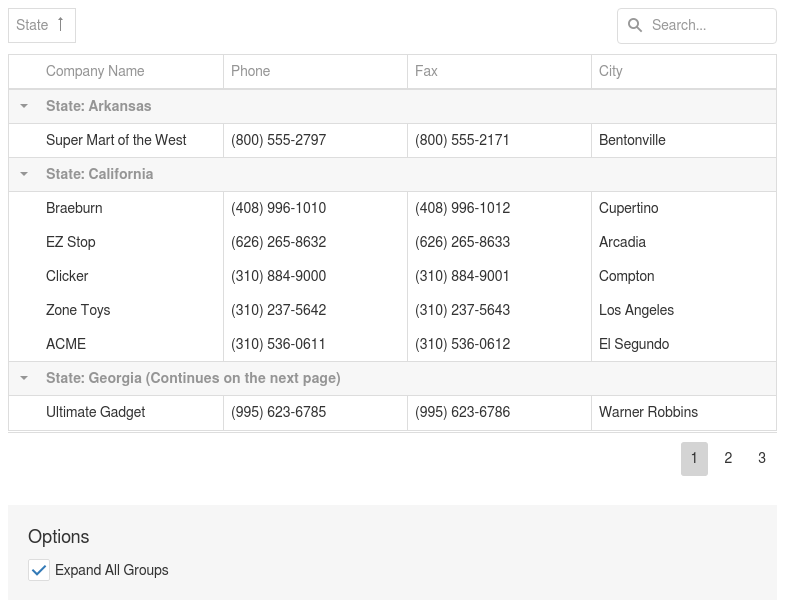 State ↑ Search...
Company Name Phone Fax City
State: Arkansas
Super Mart of the West (800) 555-2797 (800) 555-2171 Bentonville
State: California
Braeburn (408) 996-1010 (408) 996-1012 Cupertino
EZ Stop (626) 265-8632 (626) 265-8633 Arcadia
Clicker (310) 884-9000 (310) 884-9001 Compton
Zone Toys (310) 237-5642 (310) 237-5643 Los Angeles
ACME (310) 536-0611 (310) 536-0612 El Segundo
State: Georgia (Continues on the next page)
Ultimate Gadget (995) 623-6785 (995) 623-6786 Warner Robbins
1 2 3
Options
Expand All Groups